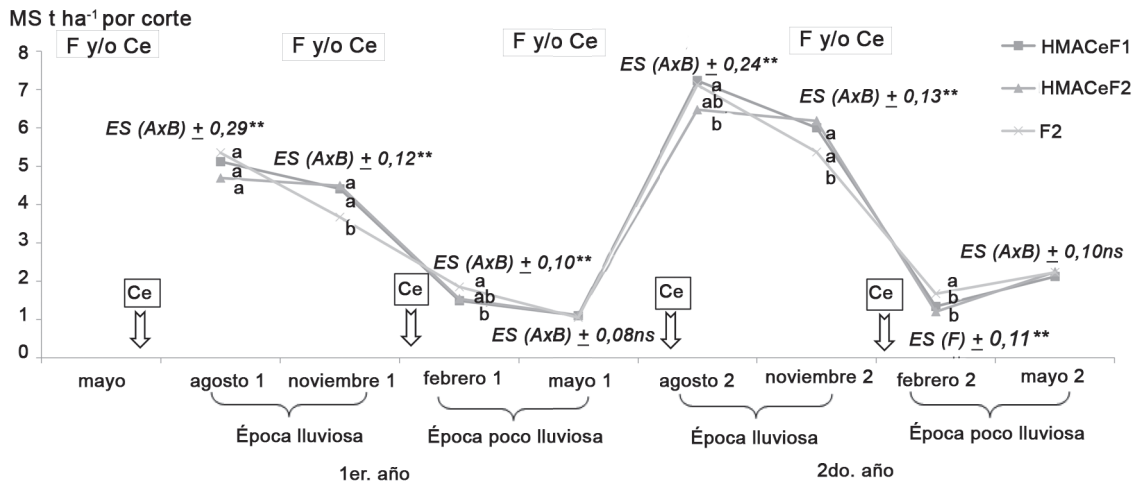 MS t ha-1 por corte
F y/o Ce
F y/o Ce
F y/o Ce
F y/o Ce
HMACeF1
HMACeF2
F2
8
7
6
5
4
3
2
1
0
ES (AxB) + 0,29**
a
a
a
ES (AxB) + 0,12**
a
a
b
ES (AxB) + 0,10**
a
ab
b
ES (AxB) + 0,08ns
ES (AxB) + 0,24**
a
ab
b
ES (AxB) + 0,13**
a
a
b
a
b
b
ES (F) + 0,11**
ES (AxB) + 0,10ns
Ce
Ce
Ce
Ce
mayo
agosto 1
noviembre 1
febrero 1
mayo 1
agosto 2
noviembre 2
febrero 2
mayo 2
Época lluviosa
Época poco lluviosa
Época lluviosa
Época poco lluviosa
1er. año
2do. año